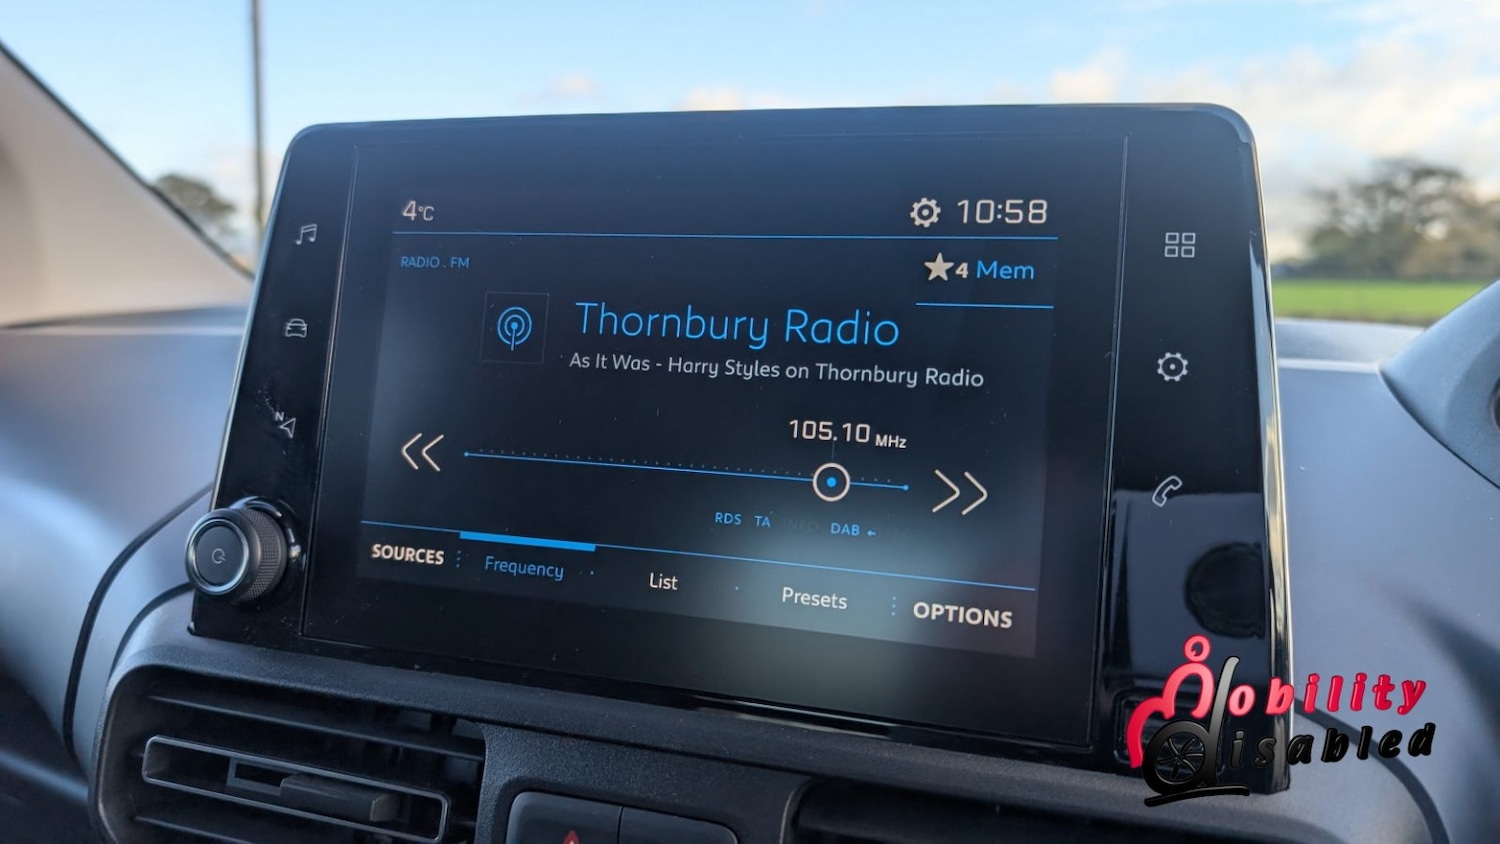 4°C
10:58
RADIO . FM
4 Mem
Thornbury Radio
As It Was - Harry Styles on Thornbury Radio
N
105.10 MHz
RDS TA INFO DAB
SOURCES Frequency List Presets OPTIONS
Mobility
disabled